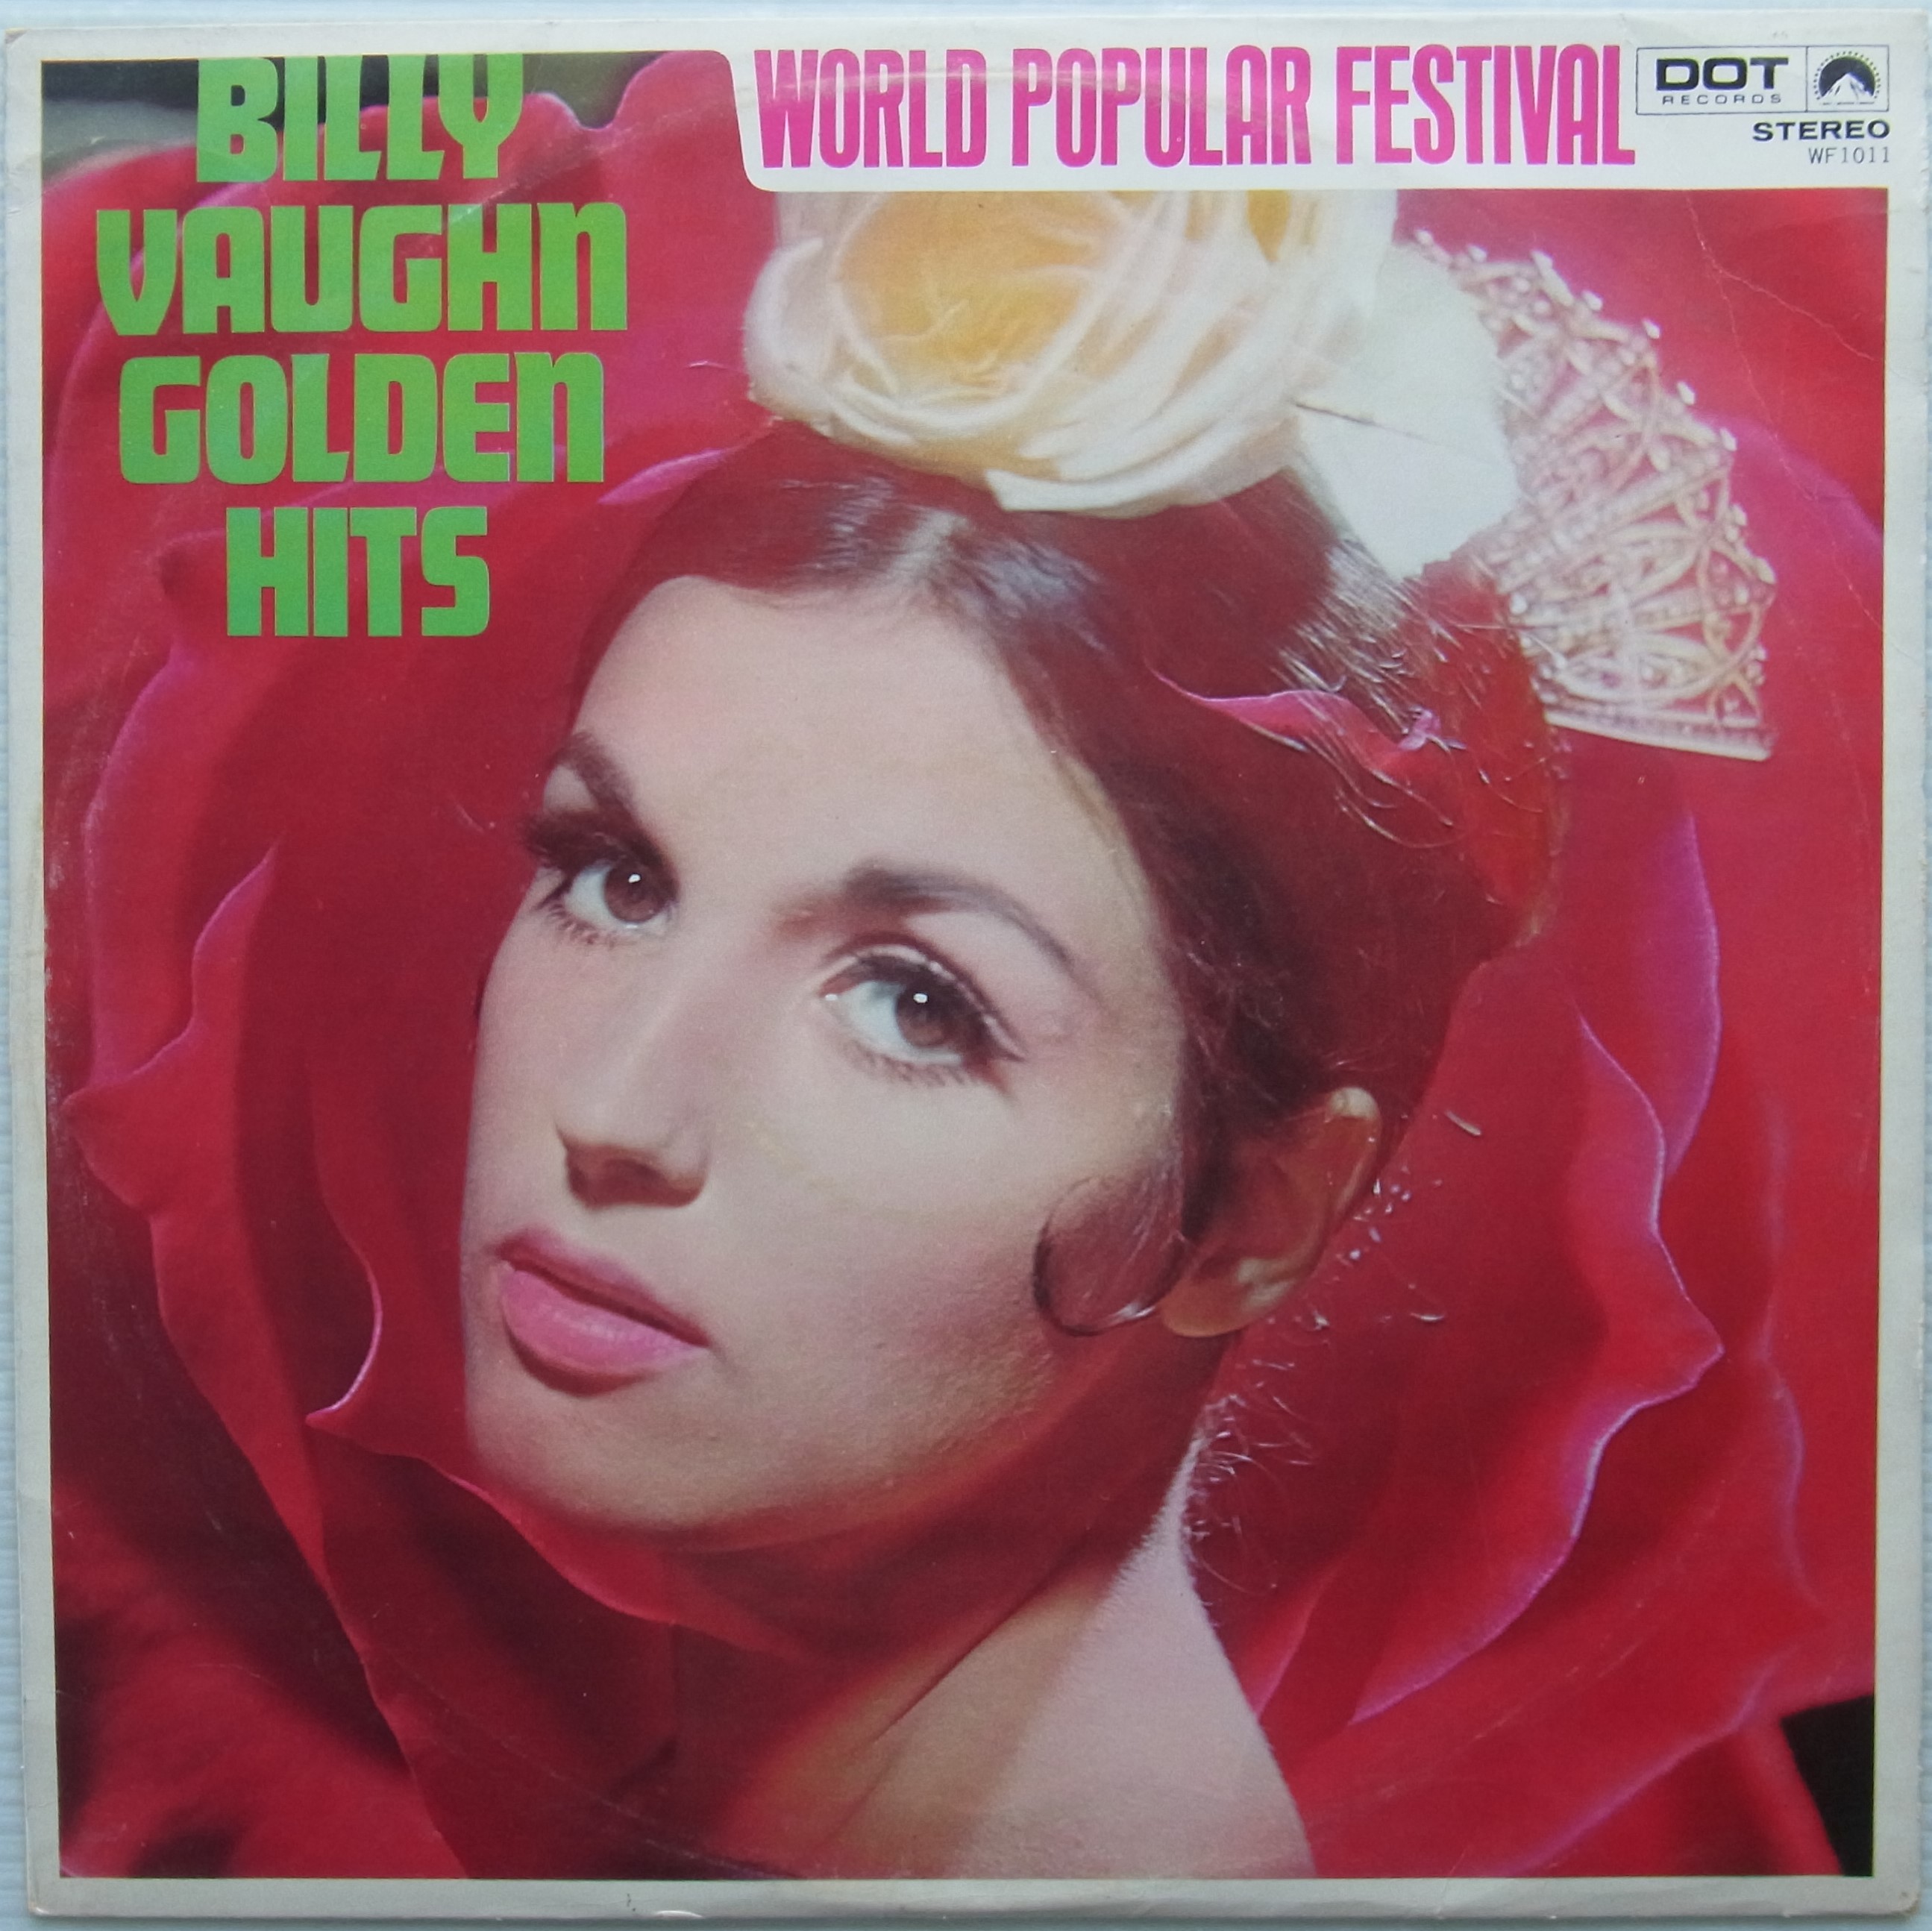 BILLY
VAUGHN
GOLDEN
HITS
WORLD POPULAR FESTIVAL
DOT
RECORDS
STEREO
WF1011